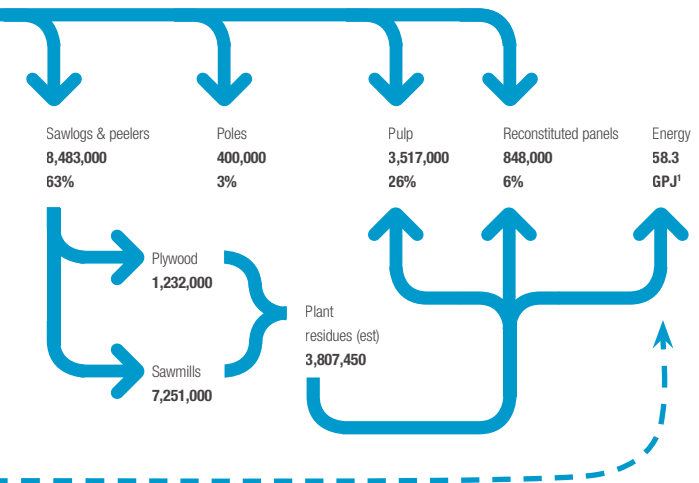 Sawlogs & peelers
8,483,000
63%
Poles
400,000
3%
Pulp
3,517,000
26%
Reconstituted panels
848,000
6%
Energy
58.3
GPJ¹
Plywood
1,232,000
Sawmills
7,251,000
Plant
residues (est)
3,807,450